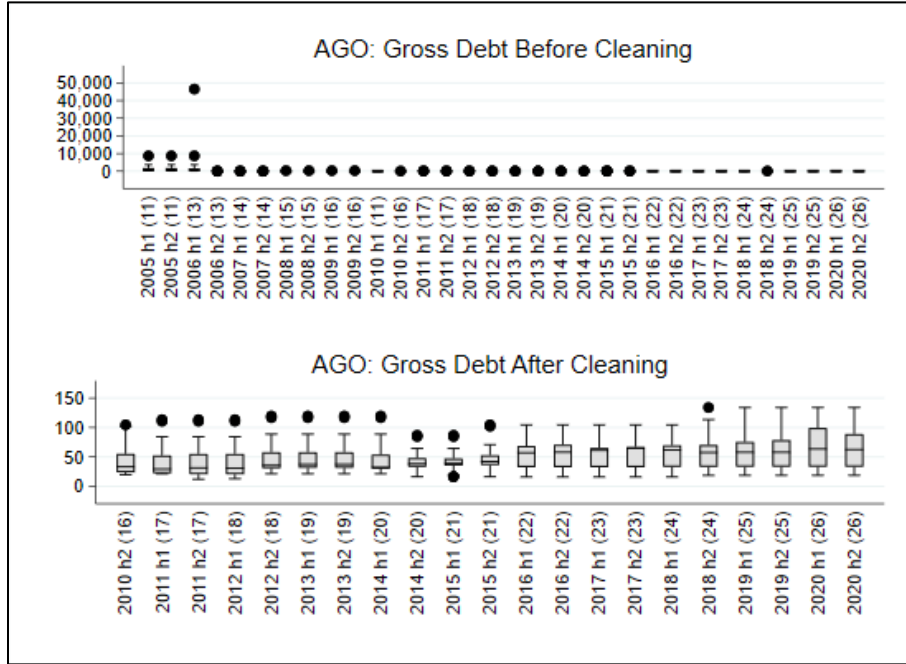 AGO: Gross Debt Before Cleaning
50,000
40,000
30,000
20,000
10,000
0
2005 h1 (11)
2005 h2 (11)
2006 h1 (13)
2006 h2 (13)
2007 h1 (14)
2007 h2 (14)
2008 h1 (15)
2008 h2 (15)
2009 h1 (16)
2009 h2 (16)
2010 h1 (11)
2010 h2 (16)
2011 h1 (17)
2011 h2 (17)
2012 h1 (18)
2012 h2 (18)
2013 h1 (19)
2013 h2 (19)
2014 h1 (20)
2014 h2 (20)
2015 h1 (21)
2015 h2 (21)
2016 h1 (22)
2016 h2 (22)
2017 h1 (23)
2017 h2 (23)
2018 h1 (24)
2018 h2 (24)
2019 h1 (25)
2019 h2 (25)
2020 h1 (26)
2020 h2 (26)
AGO: Gross Debt After Cleaning
150
100
50
0
2010 h2 (16)
2011 h1 (17)
2011 h2 (17)
2012 h1 (18)
2012 h2 (18)
2013 h1 (19)
2013 h2 (19)
2014 h1 (20)
2014 h2 (20)
2015 h1 (21)
2015 h2 (21)
2016 h1 (22)
2016 h2 (22)
2017 h1 (23)
2017 h2 (23)
2018 h1 (24)
2018 h2 (24)
2019 h1 (25)
2019 h2 (25)
2020 h1 (26)
2020 h2 (26)